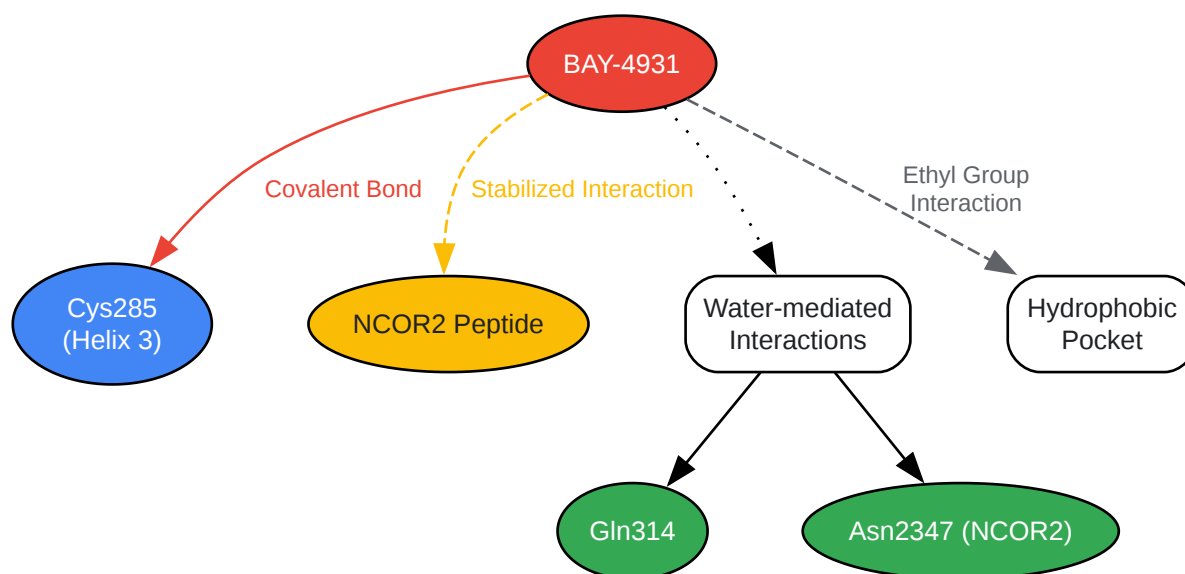 BAY-4931
Covalent Bond
Stabilized Interaction
Ethyl Group
Interaction
Cys285
(Helix 3)
NCOR2 Peptide
Water-mediated
Interactions
Hydrophobic
Pocket
Gln314
Asn2347 (NCOR2)